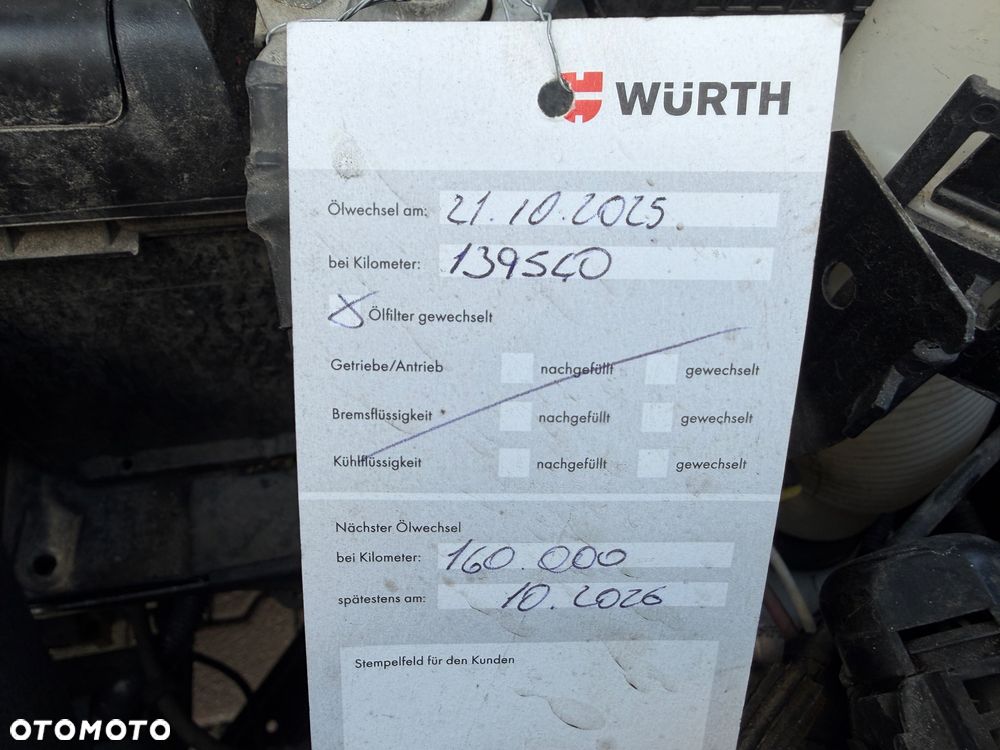 WÜRTH
Ölwechsel am: 21.10.2025
bei Kilometer: 139540
Ölfilter gewechselt
Getriebe/Antrieb nachgefüllt gewechselt
Bremsflüssigkeit nachgefüllt gewechselt
Kühlflüssigkeit nachgefüllt gewechselt
Nächster Ölwechsel
bei Kilometer: 160.000
spätestens am: 10.2026
Stempelfeld für den Kunden
OTOMOTO